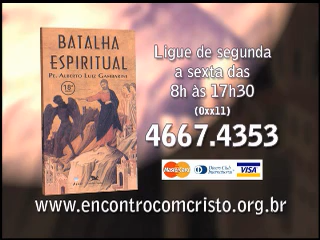 BATALHA
ESPIRITUAL
PE. ALBERTO LUIZ GAMBARINI
18ª
Ligue de segunda
a sexta das
8h às 17h30
(0xx11)
4667.4353
MasterCard
Diners Club
International
VISA
www.encontrocomcristo.org.br